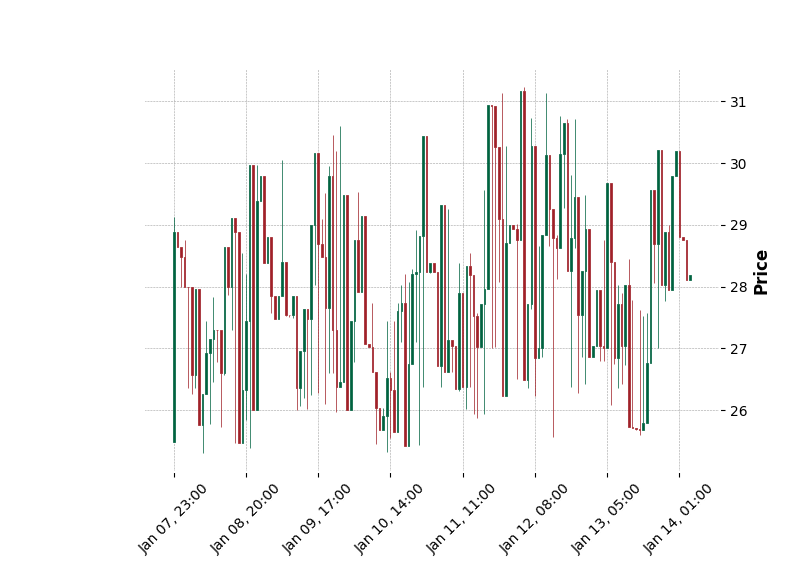 31
30
29
28
27
26
Price
Jan 07, 23:00
Jan 08, 20:00
Jan 09, 17:00
Jan 10, 14:00
Jan 11, 11:00
Jan 12, 08:00
Jan 13, 05:00
Jan 14, 01:00